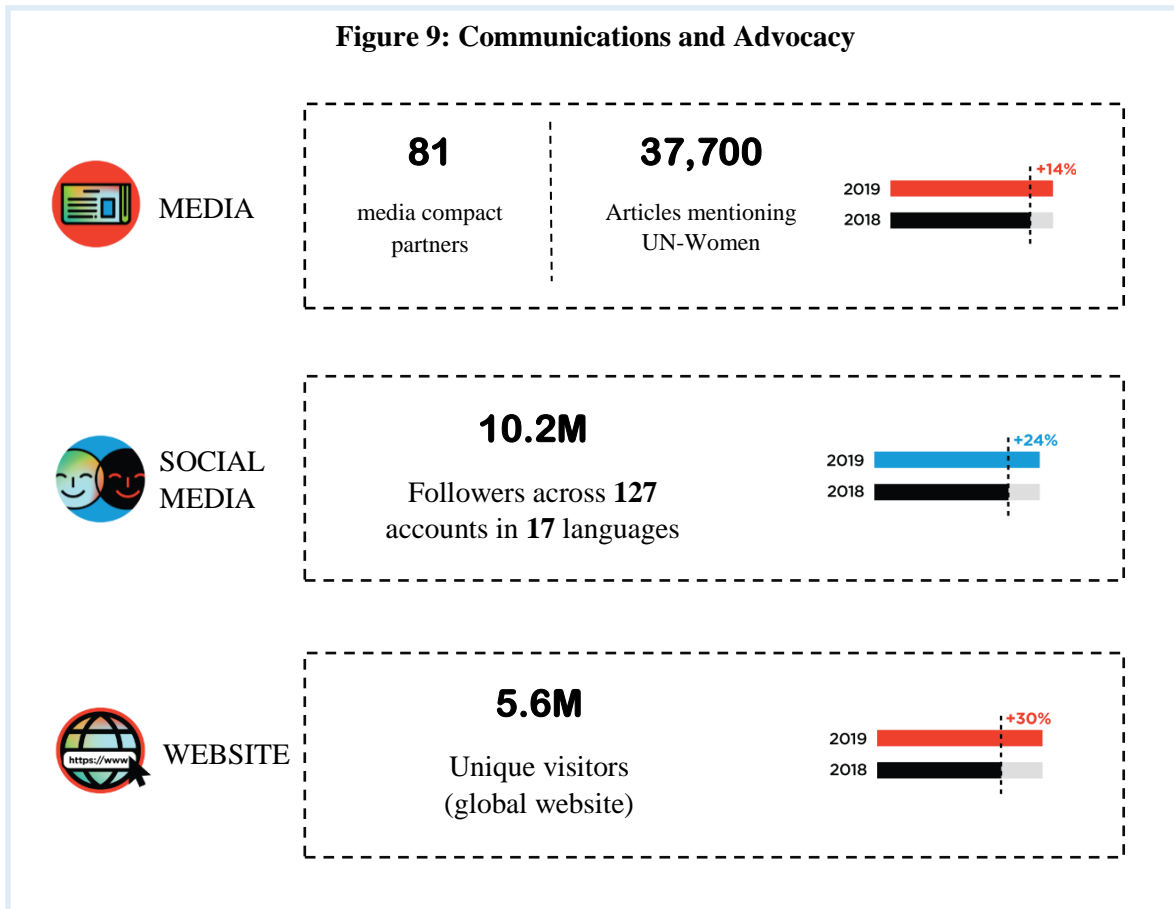 Figure 9: Communications and Advocacy
MEDIA
81
media compact
partners
37,700
Articles mentioning
UN-Women
+14%
2019
2018
SOCIAL
MEDIA
10.2M
Followers across 127
accounts in 17 languages
+24%
2019
2018
https://www
WEBSITE
5.6M
Unique visitors
(global website)
+30%
2019
2018